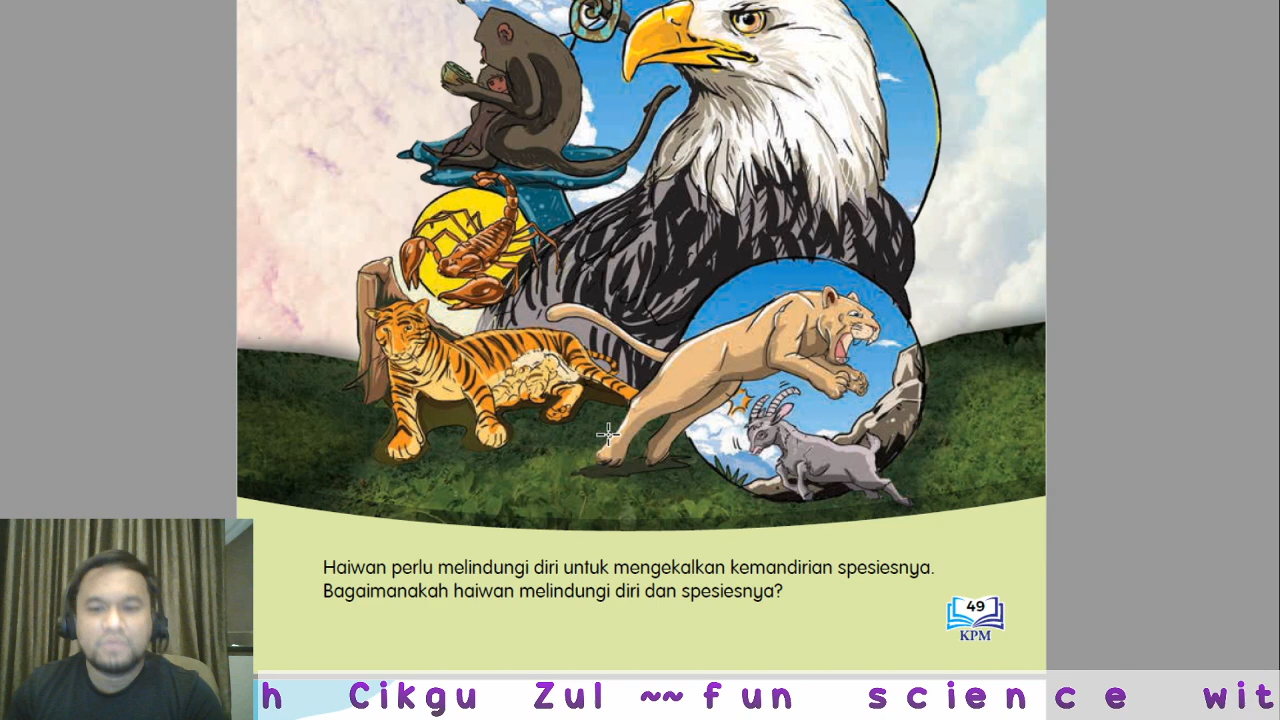 Haiwan perlu melindungi diri untuk mengekalkan kemandirian spesiesnya.
Bagaimanakah haiwan melindungi diri dan spesiesnya?
49
KPM
h Cikgu Zul ~~ fun science wit